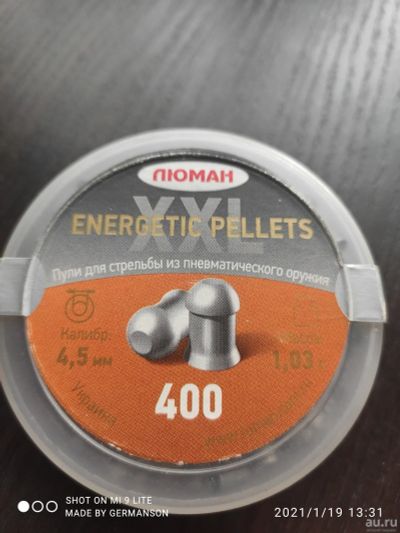 ЛЮМАН
XXL
ENERGETIC PELLETS
Пули для стрельбы из пневматического оружия
Калибр:
4,5 мм
Масса:
1,03 г
400
Украина
SHOT ON MI 9 LITE
MADE BY GERMANSON
2021/1/19 13:31
au.ru